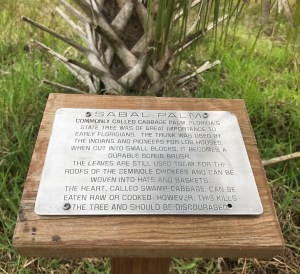 SABAL PALM
COMMONLY CALLED CABBAGE PALM, FLORIDA'S
STATE TREE WAS OF GREAT IMPORTANCE TO
EARLY FLORIDIANS. THE TRUNK WAS USED BY
THE INDIANS AND PIONEERS FOR LOG HOUSES.
WHEN CUT INTO SMALL BLOCKS, IT BECOMES A
DURABLE SCRUB BRUSH.
THE LEAVES ARE STILL USED TODAY FOR THE
ROOFS OF THE SEMINOLE CHICKEES AND CAN BE
WOVEN INTO HATS AND BASKETS.
THE HEART, CALLED SWAMP CABBAGE, CAN BE
EATEN RAW OR COOKED. HOWEVER, THIS KILLS
THE TREE AND SHOULD BE DISCOURAGED.